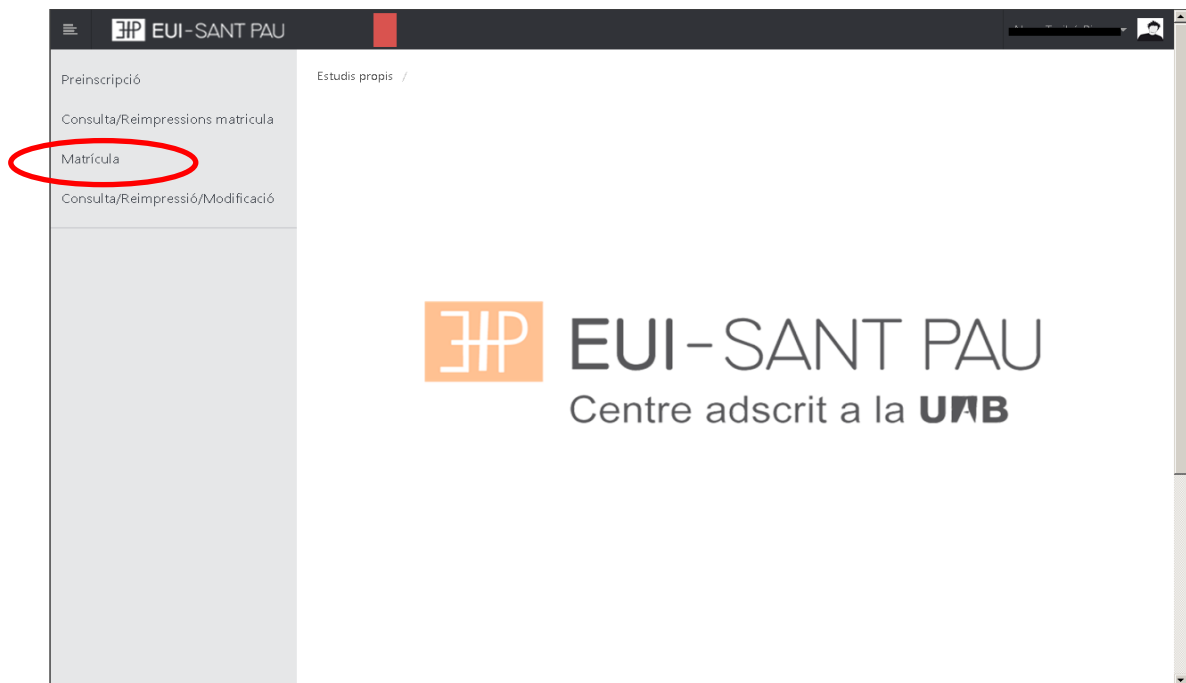 EUI-SANT PAU
Preinscripció
Estudis propis /
Consulta/Reimpressions matricula
Matrícula
Consulta/Reimpressió/Modificació
EUI-SANT PAU
Centre adscrit a la UAB